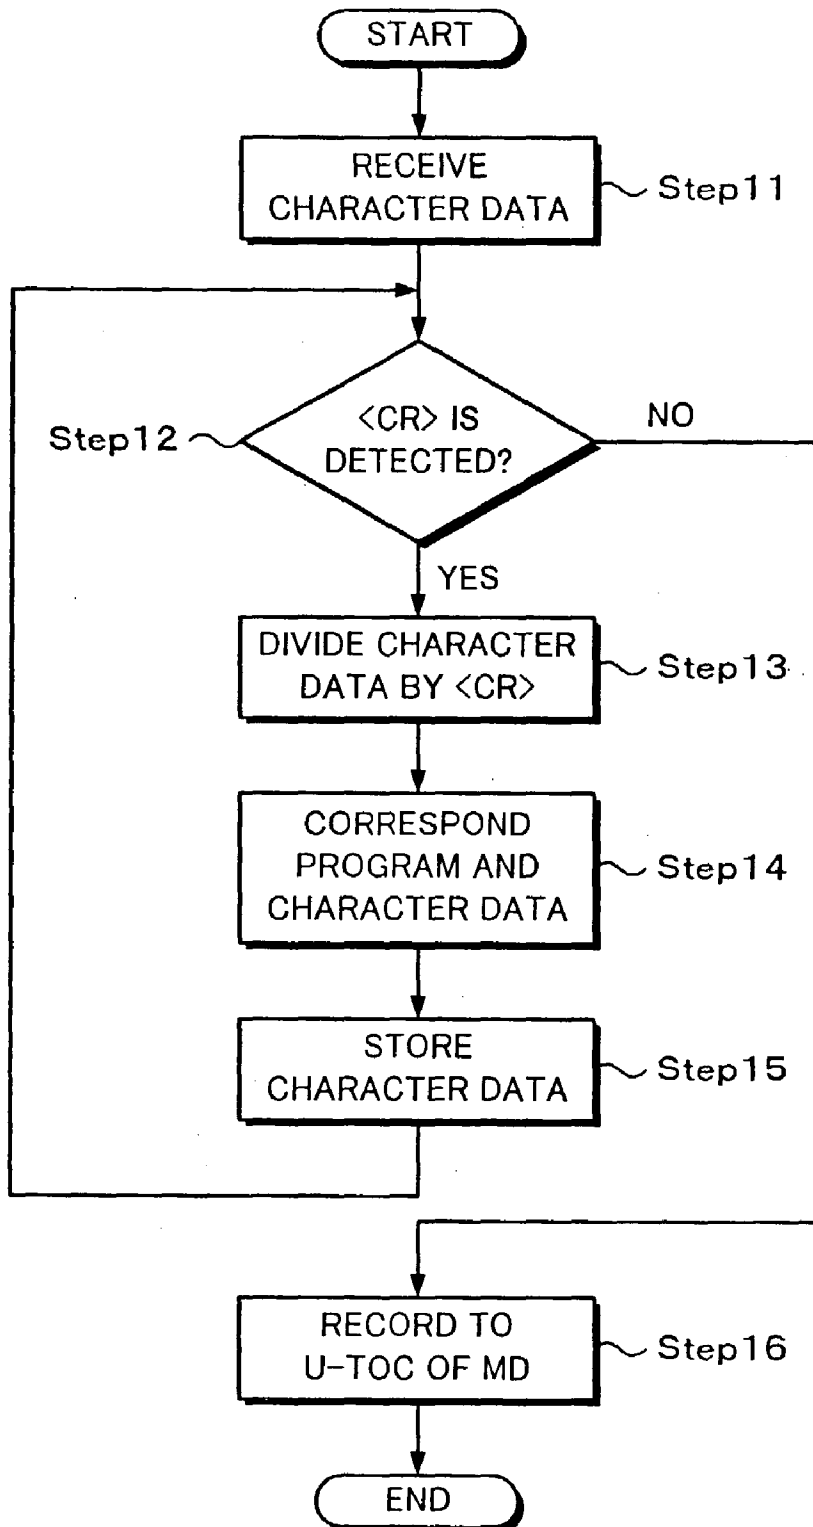 START
RECEIVE
CHARACTER DATA
Step11
<CR> IS
DETECTED?
Step12
NO
YES
DIVIDE CHARACTER
DATA BY <CR>
Step13
CORRESPOND
PROGRAM AND
CHARACTER DATA
Step14
STORE
CHARACTER DATA
Step15
RECORD TO
U-TOC OF MD
Step16
END